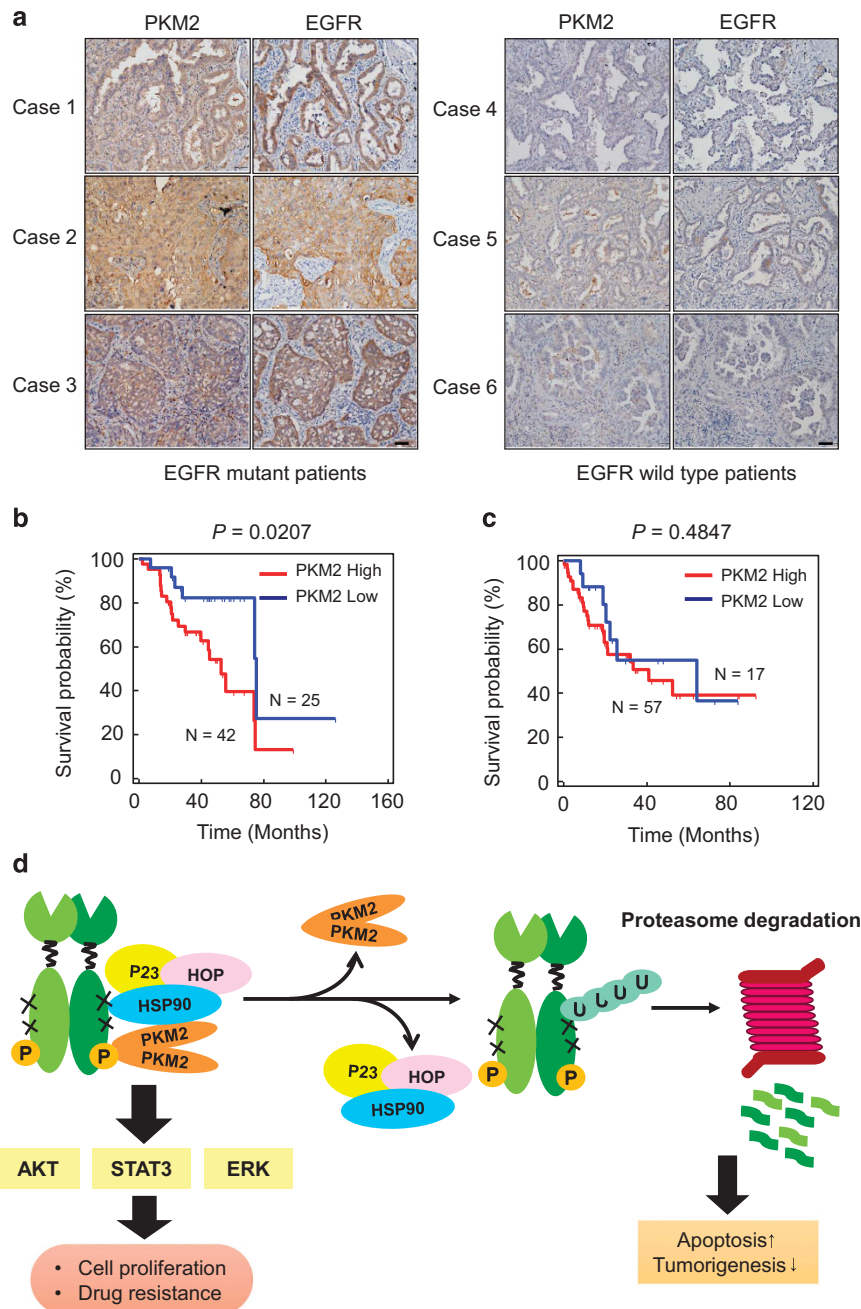 a
PKM2 EGFR PKM2 EGFR
Case 1 Case 4
Case 2 Case 5
Case 3 Case 6
EGFR mutant patients EGFR wild type patients
b
P = 0.0207
Survival probability (%)
100
80
60
40
20
0
PKM2 High
PKM2 Low
N = 25
N = 42
0 40 80 120 160
Time (Months)
c
P = 0.4847
Survival probability (%)
100
80
60
40
20
0
PKM2 High
PKM2 Low
N = 17
N = 57
0 40 80 120
Time (Months)
d
P23 HOP
HSP90
PKM2
PKM2
P P
PKM2
PKM2
P23 HOP
HSP90
U U U U
P P
Proteasome degradation
AKT STAT3 ERK
• Cell proliferation
• Drug resistance
Apoptosis↑
Tumorigenesis↓